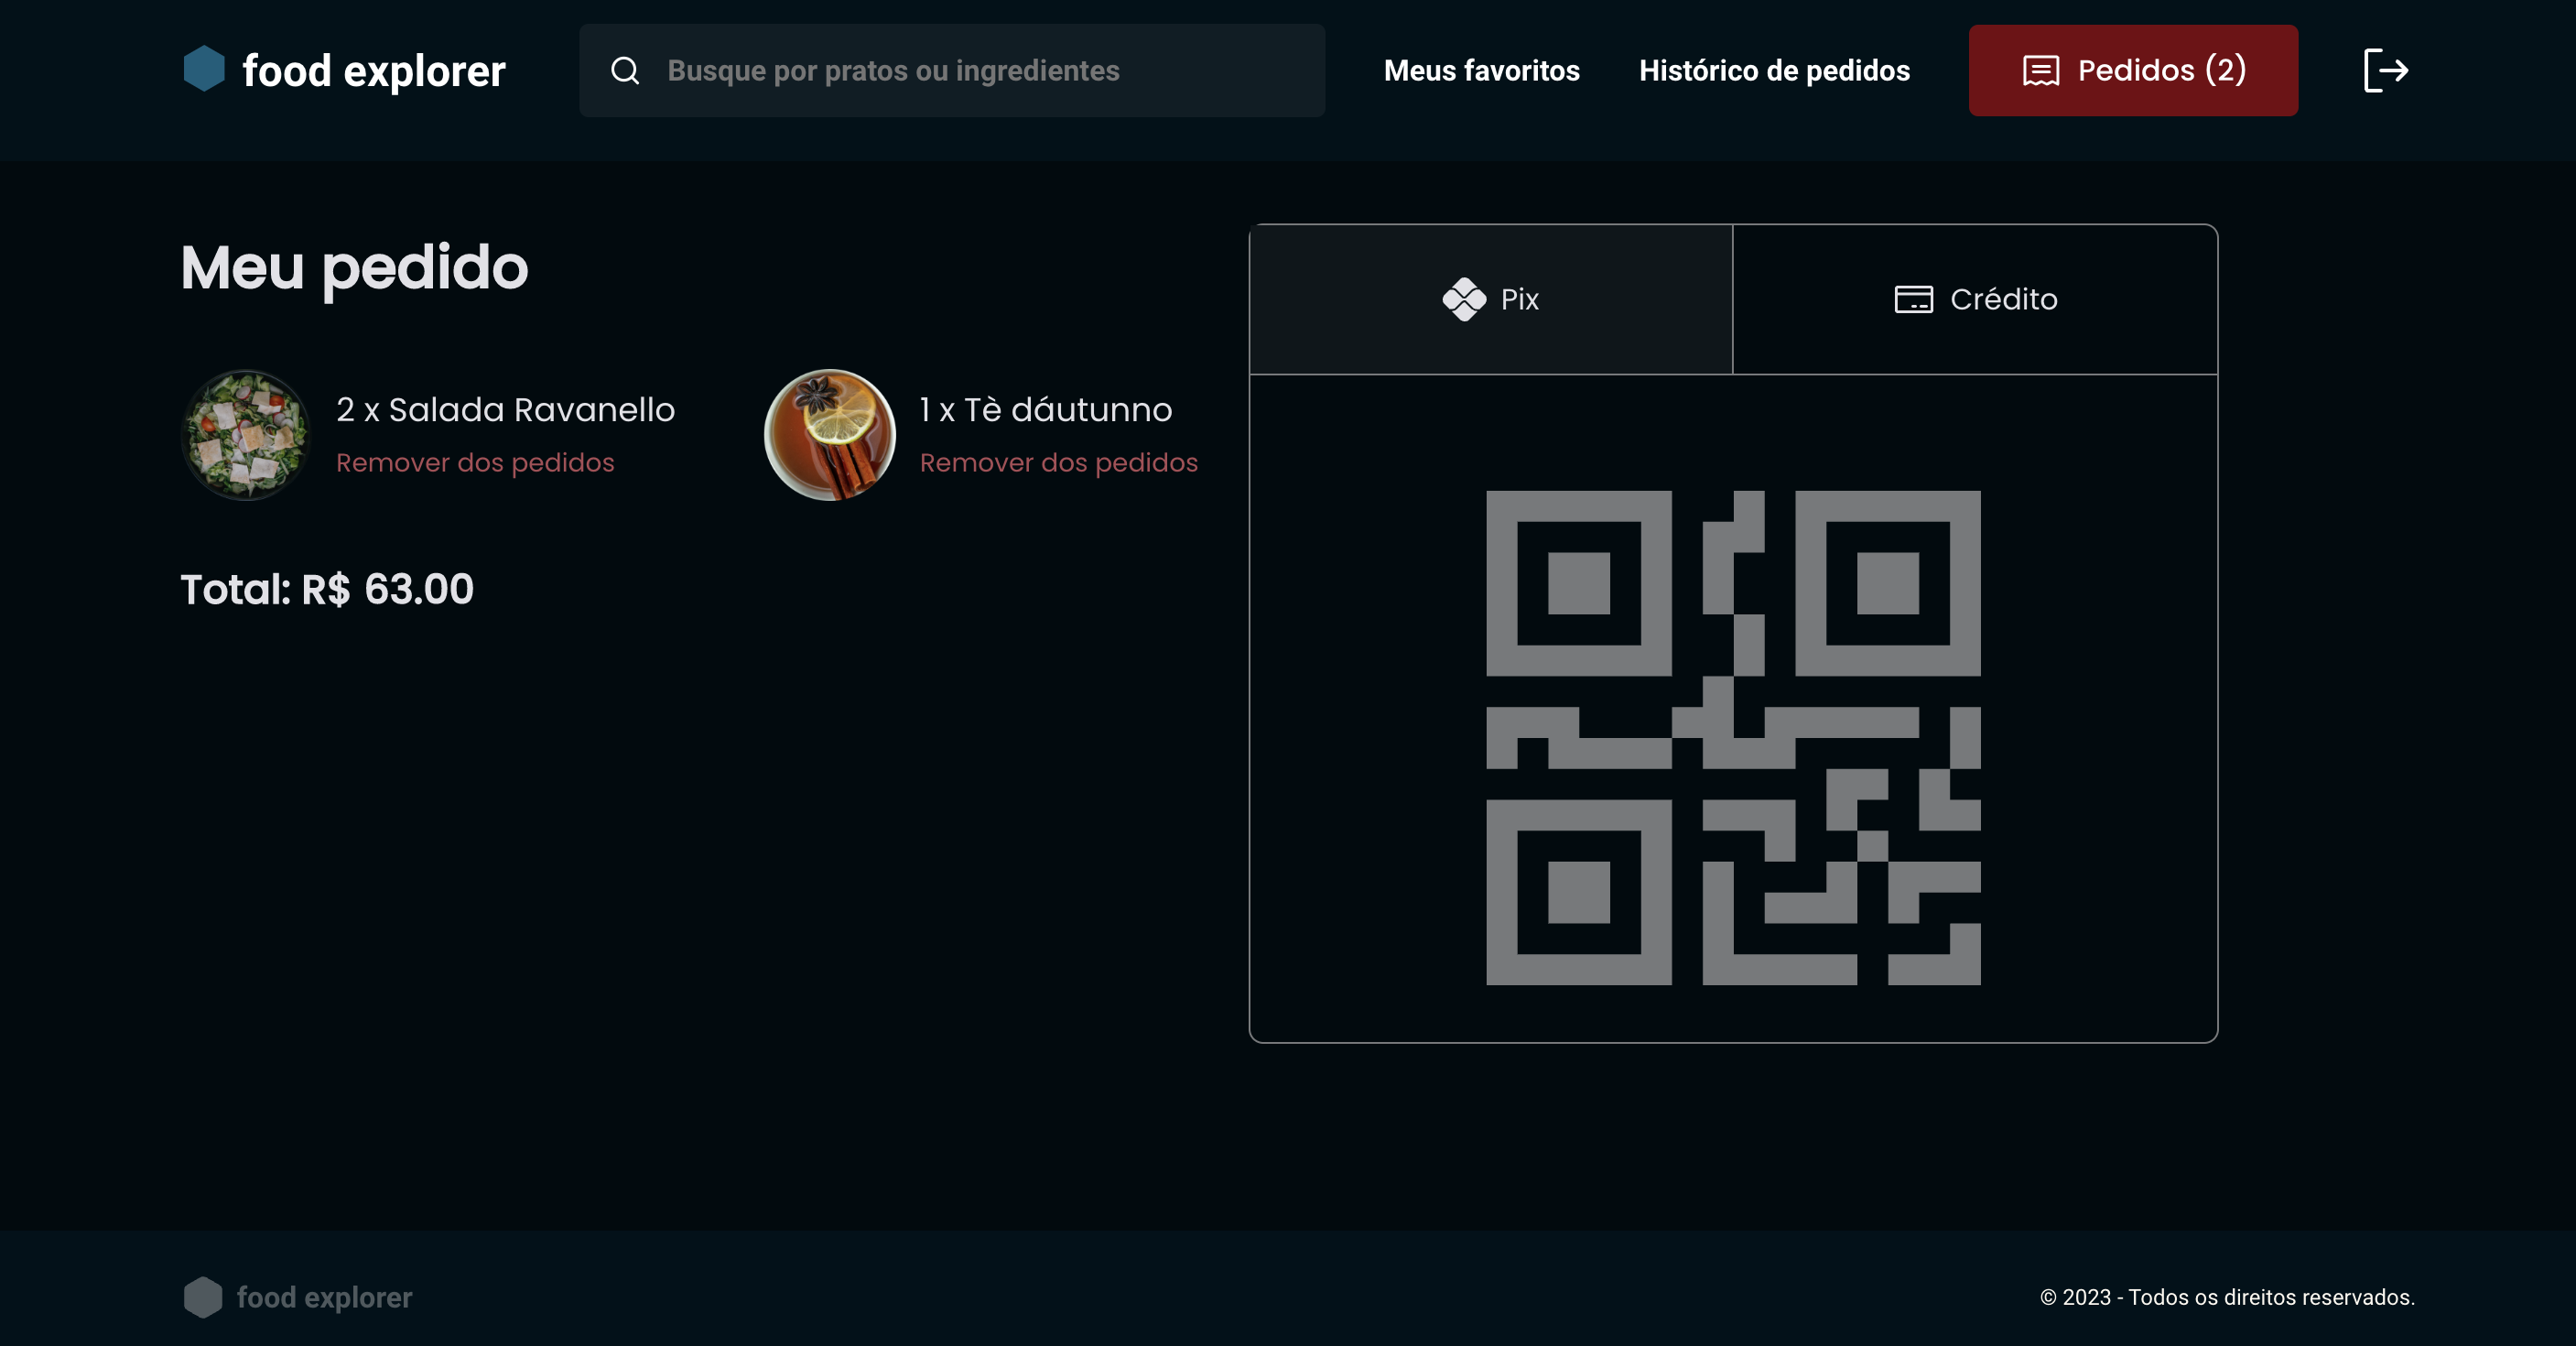 food explorer
Busque por pratos ou ingredientes
Meus favoritos
Histórico de pedidos
Pedidos (2)
Meu pedido
2 x Salada Ravanello
Remover dos pedidos
1 x Tè dáutunno
Remover dos pedidos
Total: R$ 63.00
Pix
Crédito
food explorer
© 2023 - Todos os direitos reservados.